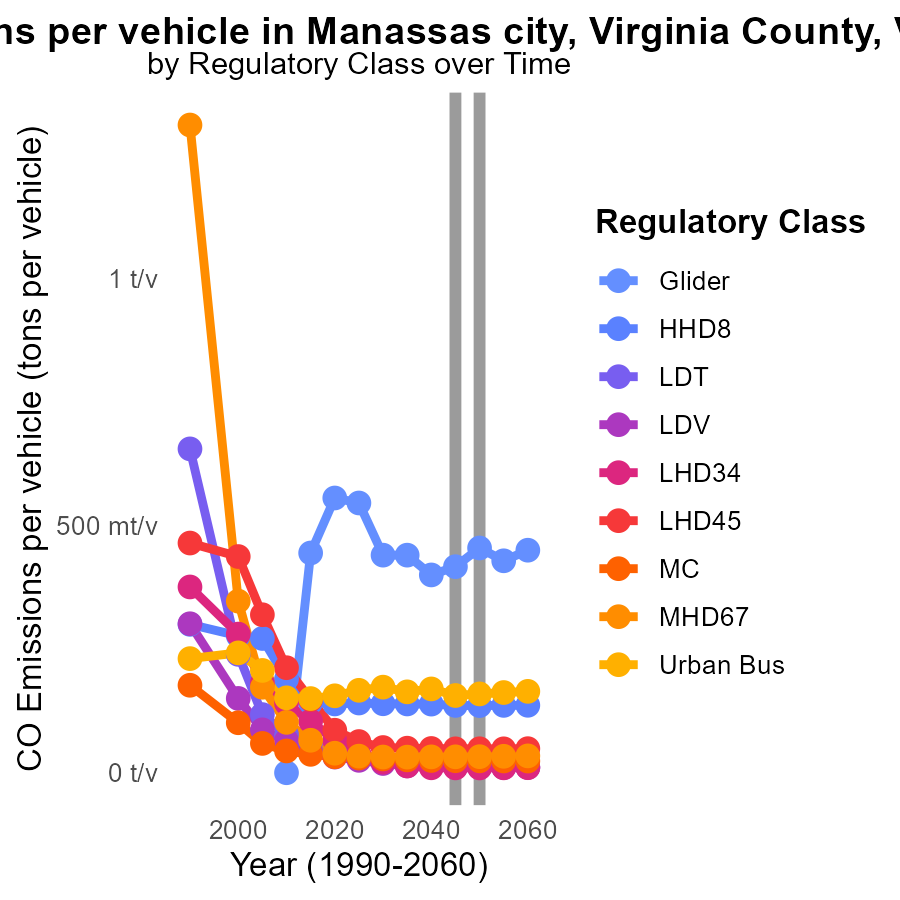 per vehicle in Manassas city, Virginia County,
by Regulatory Class over Time
CO Emissions per vehicle (tons per vehicle)
1 t/v
500 mt/v
0 t/v
2000 2020 2040 2060
Year (1990-2060)
Regulatory Class
Glider
HHD8
LDT
LDV
LHD34
LHD45
MC
MHD67
Urban Bus